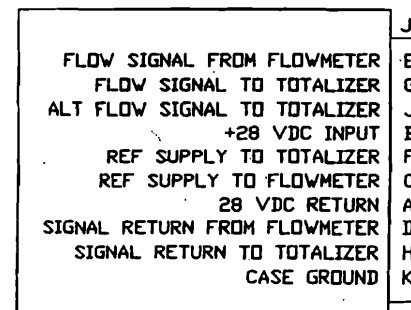 J
FLOW SIGNAL FROM FLOWMETER E
FLOW SIGNAL TO TOTALIZER G
ALT FLOW SIGNAL TO TOTALIZER J
+28 VDC INPUT B
REF SUPPLY TO TOTALIZER F
REF SUPPLY TO FLOWMETER C
28 VDC RETURN A
SIGNAL RETURN FROM FLOWMETER D
SIGNAL RETURN TO TOTALIZER H
CASE GROUND K